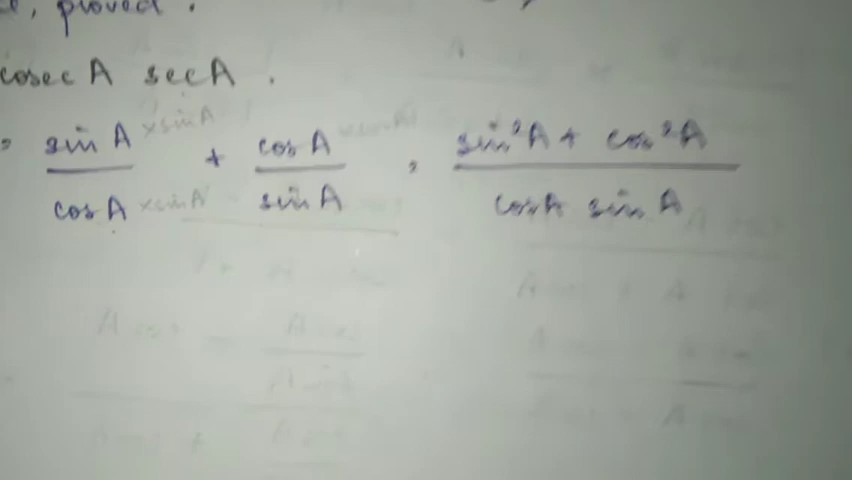 proved.
cosec A sec A .
= sin A × sin A / cos A × sin A + cos A / sin A = sin²A + cos²A / cos A sin A